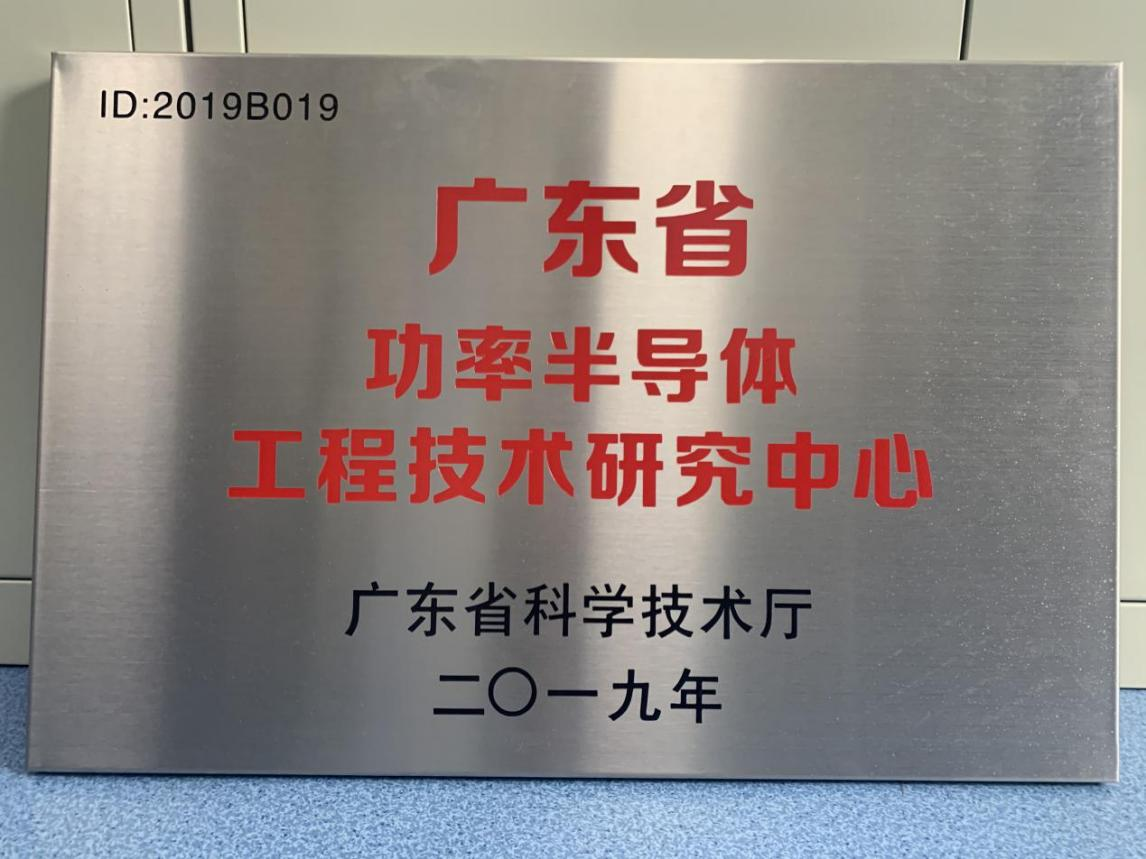 ID:2019B019
广东省
功率半导体
工程技术研究中心
广东省科学技术厅
二〇一九年